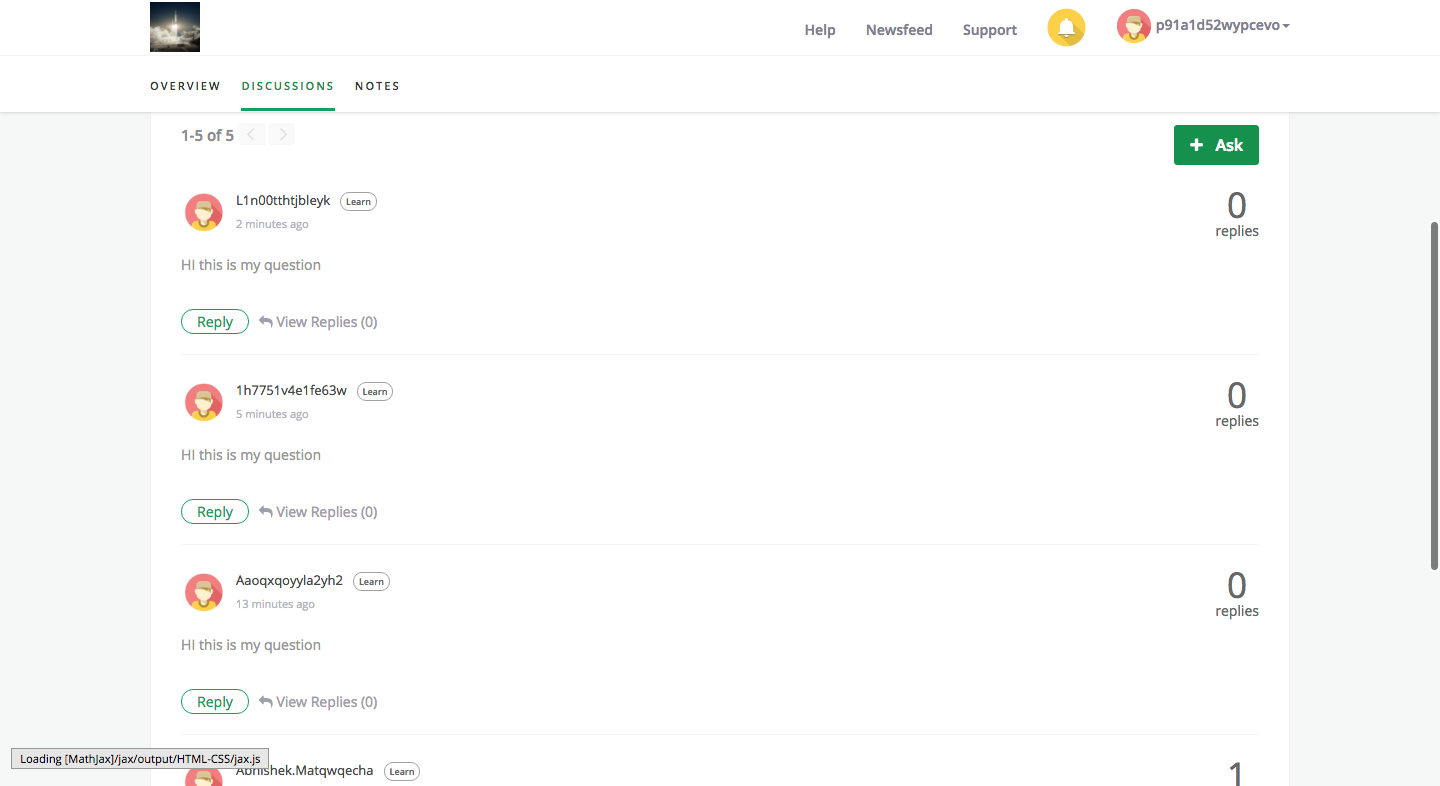 Help Newsfeed Support p91a1d52wypcevo
OVERVIEW DISCUSSIONS NOTES
1-5 of 5
+ Ask
L1n00tthtjbleyk Learn
2 minutes ago
0
replies
HI this is my question
Reply View Replies (0)
1h7751v4e1fe63w Learn
5 minutes ago
0
replies
HI this is my question
Reply View Replies (0)
Aaoqxqoyyla2yh2 Learn
13 minutes ago
0
replies
HI this is my question
Reply View Replies (0)
Loading [MathJax]/jax/output/HTML-CSS/jax.js
Abhishek.Matqwqecha Learn
1